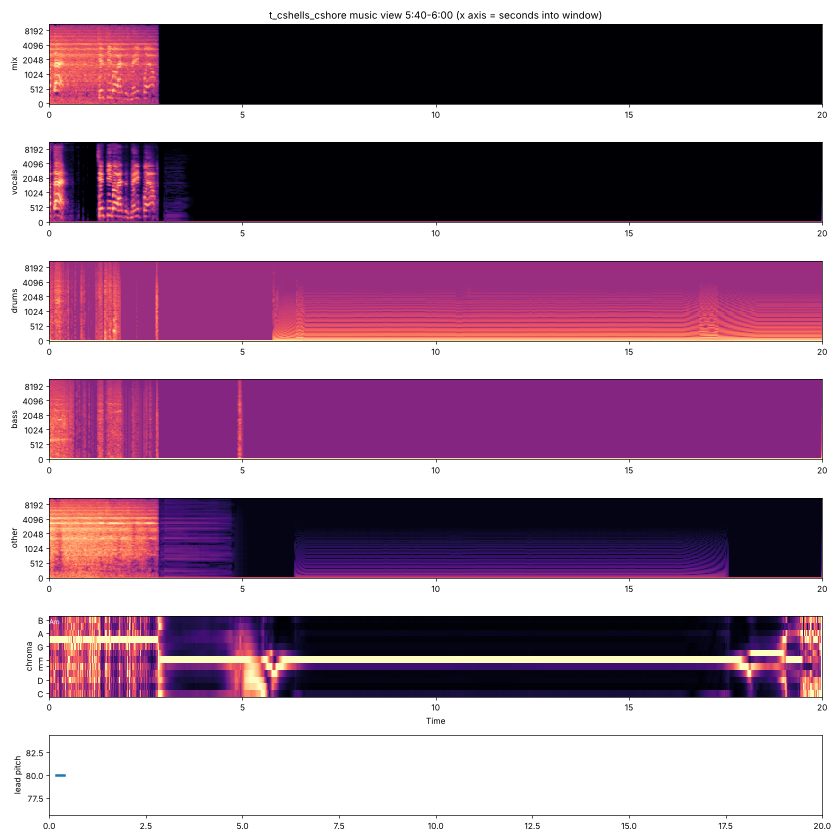 t_cshells_cshore music view 5:40-6:00 (x axis = seconds into window)
mix
8192
4096
2048
1024
512
0
0 5 10 15 20
vocals
8192
4096
2048
1024
512
0
0 5 10 15 20
drums
8192
4096
2048
1024
512
0
0 5 10 15 20
bass
8192
4096
2048
1024
512
0
0 5 10 15 20
other
8192
4096
2048
1024
512
0
0 5 10 15 20
chroma
Am
B
A
G
E
D
C
0 5 10 15 20
Time
lead pitch
82.5
80.0
77.5
0.0 2.5 5.0 7.5 10.0 12.5 15.0 17.5 20.0